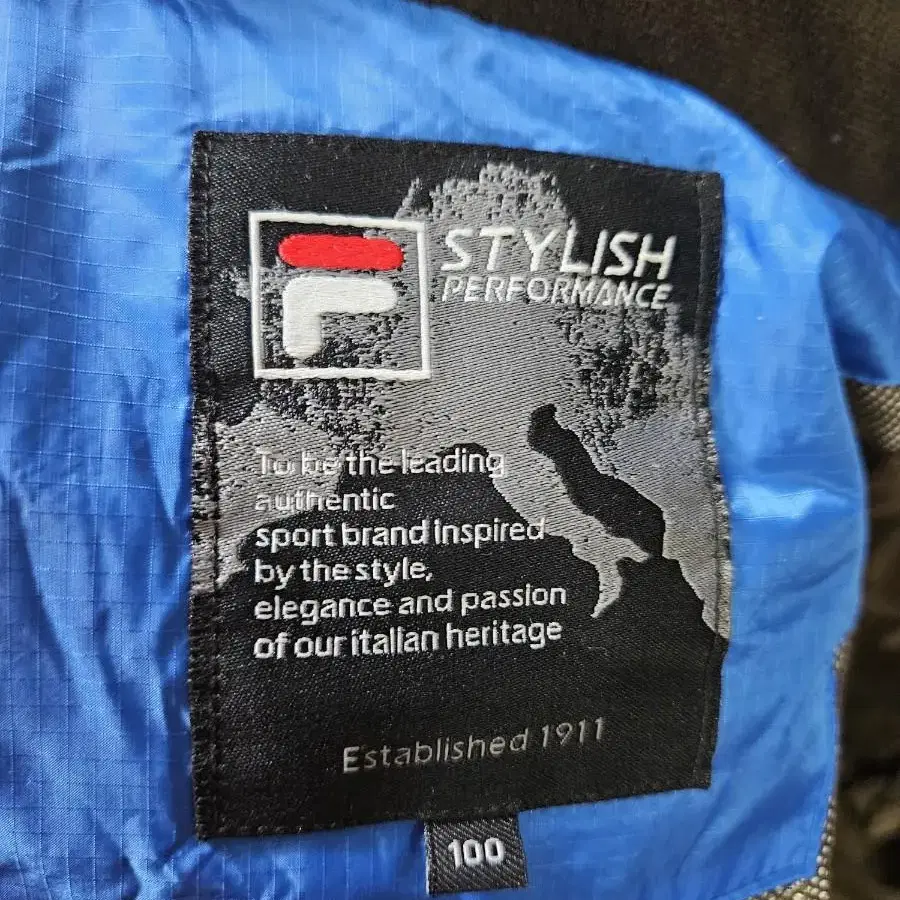 STYLISH
PERFORMANCE
To be the leading
authentic
sport brand inspired
by the style,
elegance and passion
of our italian heritage
Established 1911
100